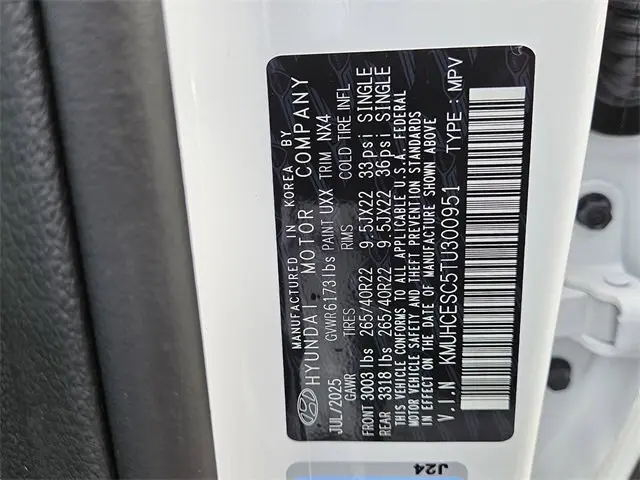 MANUFACTURED IN KOREA BY
HYUNDAI MOTOR COMPANY
JUL/2025 GVWR 6173lbs PAINT UXX TRIM NX4
GAWR TIRES RIMS COLD TIRE INFL
FRONT 3003 lbs 265/40R22 9.5JX22 33psi SINGLE
REAR 3318 lbs 265/40R22 9.5JX22 36psi SINGLE
THIS VEHICLE CONFORMS TO ALL APPLICABLE U.S.A. FEDERAL
MOTOR VEHICLE SAFETY AND THEFT PREVENTION STANDARDS
IN EFFECT ON THE DATE OF MANUFACTURE SHOWN ABOVE
V.I.N KMUHCESC5TU300951 TYPE : MPV
J24